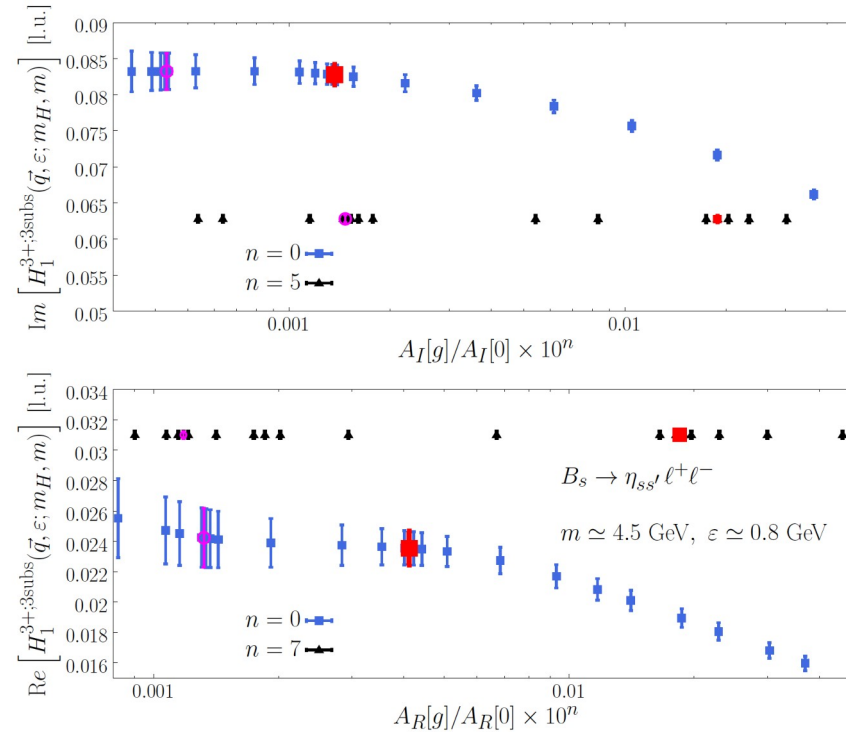 Im [H_1^{3+;3subs}(\vec{q}, ε; m_H, m)] [l.u.]
0.09
0.085
0.08
0.075
0.07
0.065
0.06
0.055
0.05
n = 0
n = 5
0.001 0.01
A_I[g]/A_I[0] × 10^n
Re [H_1^{3+;3subs}(\vec{q}, ε; m_H, m)] [l.u.]
0.034
0.032
0.03
0.028
0.026
0.024
0.022
0.02
0.018
0.016
B_s → η_{ss'} ℓ^+ℓ^-
m ≃ 4.5 GeV, ε ≃ 0.8 GeV
n = 0
n = 7
0.001 0.01
A_R[g]/A_R[0] × 10^n